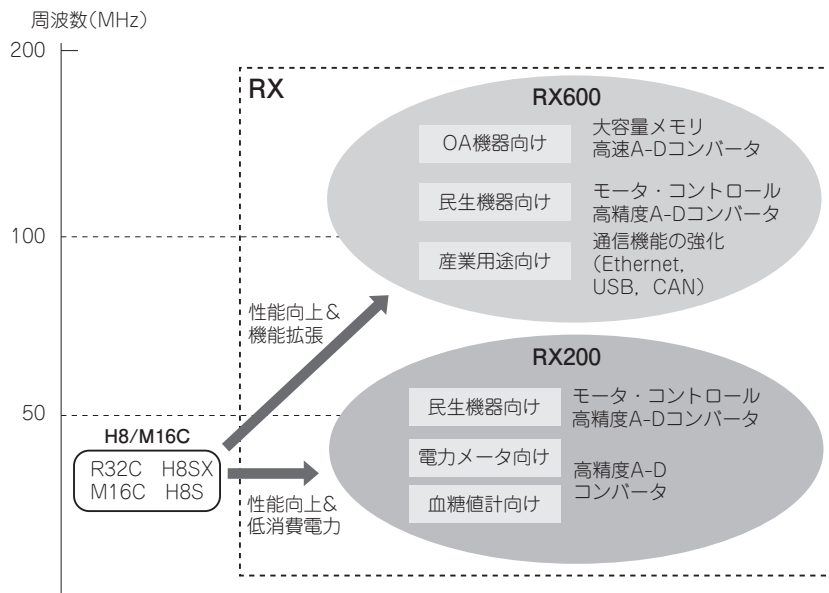 周波数(MHz)
200
100
50
RX
RX600
OA機器向け
大容量メモリ
高速A-Dコンバータ
民生機器向け
モータ・コントロール
高精度A-Dコンバータ
産業用途向け
通信機能の強化
(Ethernet,
USB, CAN)
性能向上&
機能拡張
RX200
民生機器向け
モータ・コントロール
高精度A-Dコンバータ
電力メータ向け
血糖値計向け
高精度A-D
コンバータ
H8/M16C
R32C H8SX
M16C H8S
性能向上&
低消費電力